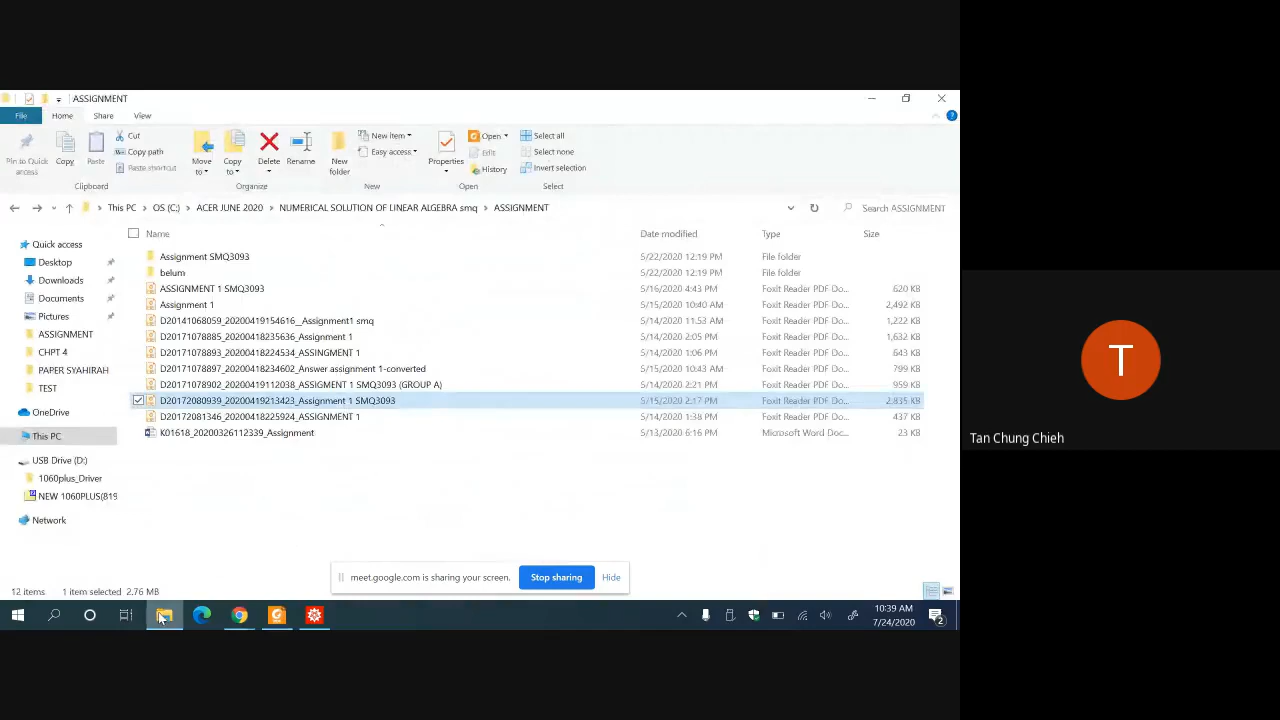 ASSIGNMENT
File Home Share View
Pin to Quick access
Copy
Paste
Cut
Copy path
Paste shortcut
Clipboard
Move to
Copy to
Delete
Rename
Organize
New folder
New item
Easy access
New
Properties
Open
Edit
History
Open
Select all
Select none
Invert selection
Select
This PC > OS (C:) > ACER JUNE 2020 > NUMERICAL SOLUTION OF LINEAR ALGEBRA smq > ASSIGNMENT
Search ASSIGNMENT
Name Date modified Type Size
Assignment SMQ3093 5/22/2020 12:19 PM File folder
belum 5/22/2020 12:19 PM File folder
ASSIGNMENT 1 SMQ3093 5/16/2020 4:43 PM Foxit Reader PDF Do... 620 KB
Assignment 1 5/15/2020 10:40 AM Foxit Reader PDF Do... 2,492 KB
D20141068059_20200419154616__Assignment1 smq 5/14/2020 11:53 AM Foxit Reader PDF Do... 1,222 KB
D20171078885_20200418235636_Assignment 1 5/14/2020 2:05 PM Foxit Reader PDF Do... 1,632 KB
D20171078893_20200418224534_ASSINGMENT 1 5/14/2020 1:06 PM Foxit Reader PDF Do... 643 KB
D20171078897_20200418234602_Answer assignment 1-converted 5/15/2020 10:43 AM Foxit Reader PDF Do... 799 KB
D20171078902_20200419112038_ASSIGMENT 1 SMQ3093 (GROUP A) 5/14/2020 2:21 PM Foxit Reader PDF Do... 959 KB
D20172080939_20200419213423_Assignment 1 SMQ3093 5/15/2020 2:17 PM Foxit Reader PDF Do... 2,835 KB
D20172081346_20200418225924_ASSIGNMENT 1 5/14/2020 1:38 PM Foxit Reader PDF Do... 437 KB
K01618_20200326112339_Assignment 5/13/2020 6:16 PM Microsoft Word Doc... 23 KB
Quick access
Desktop
Downloads
Documents
Pictures
ASSIGNMENT
CHPT 4
PAPER SYAHIRAH
TEST
OneDrive
This PC
USB Drive (D:)
1060plus_Driver
NEW 1060PLUS(819
Network
meet.google.com is sharing your screen. Stop sharing Hide
12 items 1 item selected 2.76 MB
10:39 AM
7/24/2020
2
T
Tan Chung Chieh